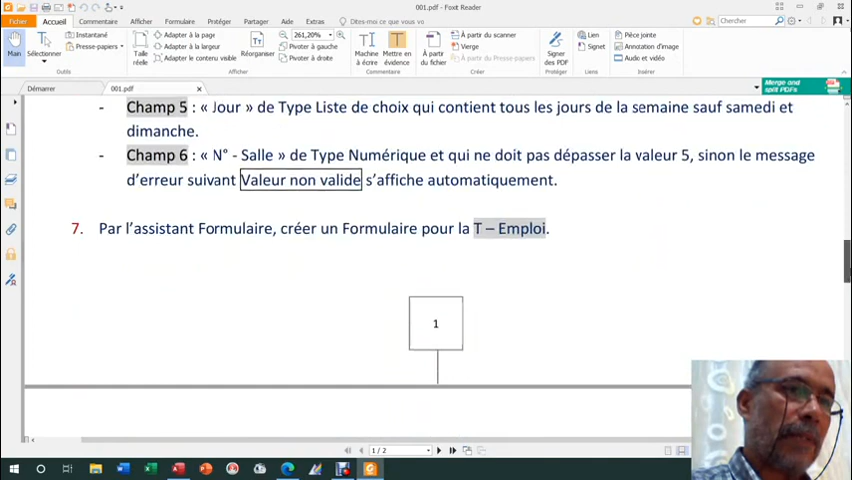 001.pdf - Foxit Reader
Fichier Accueil Commentaire Afficher Formulaire Protéger Partager Aide Extras Dites-moi ce que vous v Chercher
Main Sélectionner Instantané Presse-papiers Taille réelle Adapter à la page Adapter à la largeur Adapter le contenu visible Réorganiser 261,20% Pivoter à gauche Pivoter à droite Machine à écrire Mettre en évidence À partir du fichier À partir du scanner Vierge À partir du Presse-papiers Signer des PDF Lien Signet Pièce jointe Annotation d'image Audio et vidéo
Outils Afficher Commentaire Créer Protéger Liens Insérer
Démarrer 001.pdf Merge and split PDFs
- Champ 5 : « Jour » de Type Liste de choix qui contient tous les jours de la semaine sauf samedi et
dimanche.
- Champ 6 : « N° - Salle » de Type Numérique et qui ne doit pas dépasser la valeur 5, sinon le message
d'erreur suivant Valeur non valide s'affiche automatiquement.
7. Par l'assistant Formulaire, créer un Formulaire pour la T – Emploi.
1
1 / 2